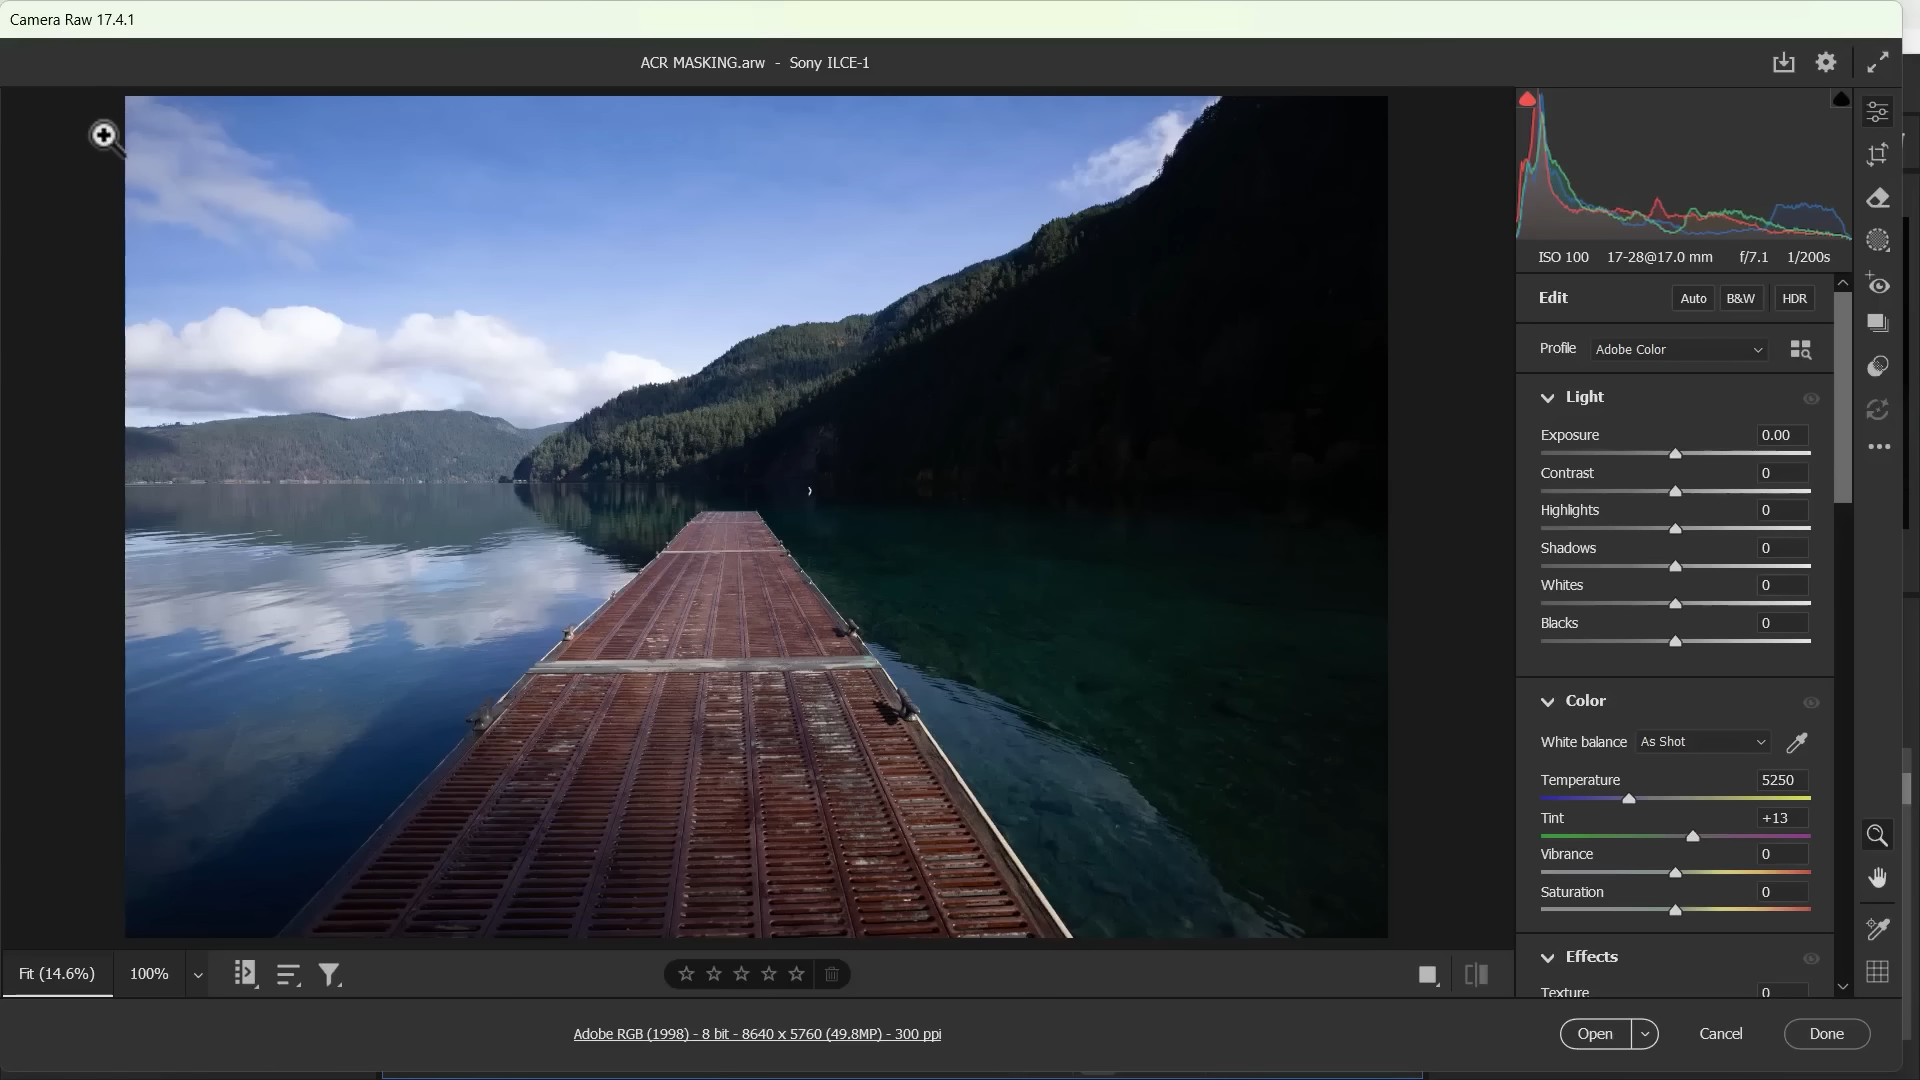 Camera Raw 17.4.1
ACR MASKING.arw - Sony ILCE-1
ISO 100 17-28@17.0 mm f/7.1 1/200s
Edit Auto B&W HDR
Profile Adobe Color
Light
Exposure 0.00
Contrast 0
Highlights 0
Shadows 0
Whites 0
Blacks 0
Color
White balance As Shot
Temperature 5250
Tint +13
Vibrance 0
Saturation 0
Effects
Texture 0
Fit (14.6%) 100%
Adobe RGB (1998) - 8 bit - 8640 x 5760 (49.8MP) - 300 ppi
Open Cancel Done